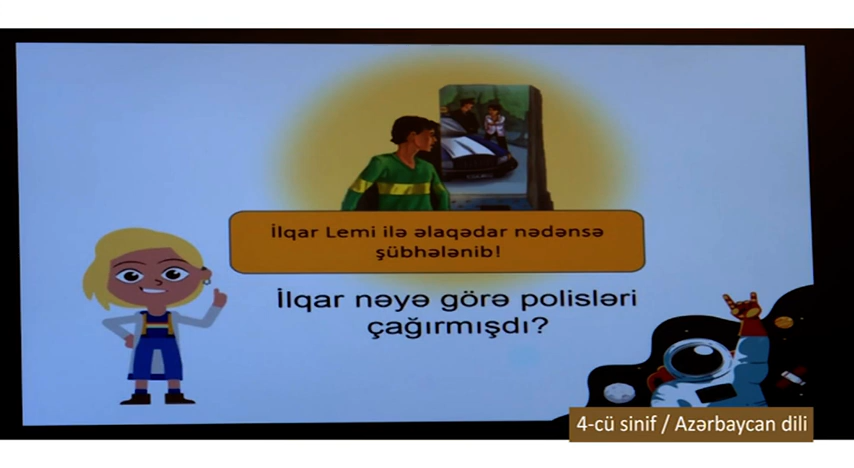 İlqar Lemi ilə əlaqədar nədənsə
şübhələnib!
İlqar nəyə görə polisləri
çağırmışdı?
4-cü sinif / Azərbaycan dili